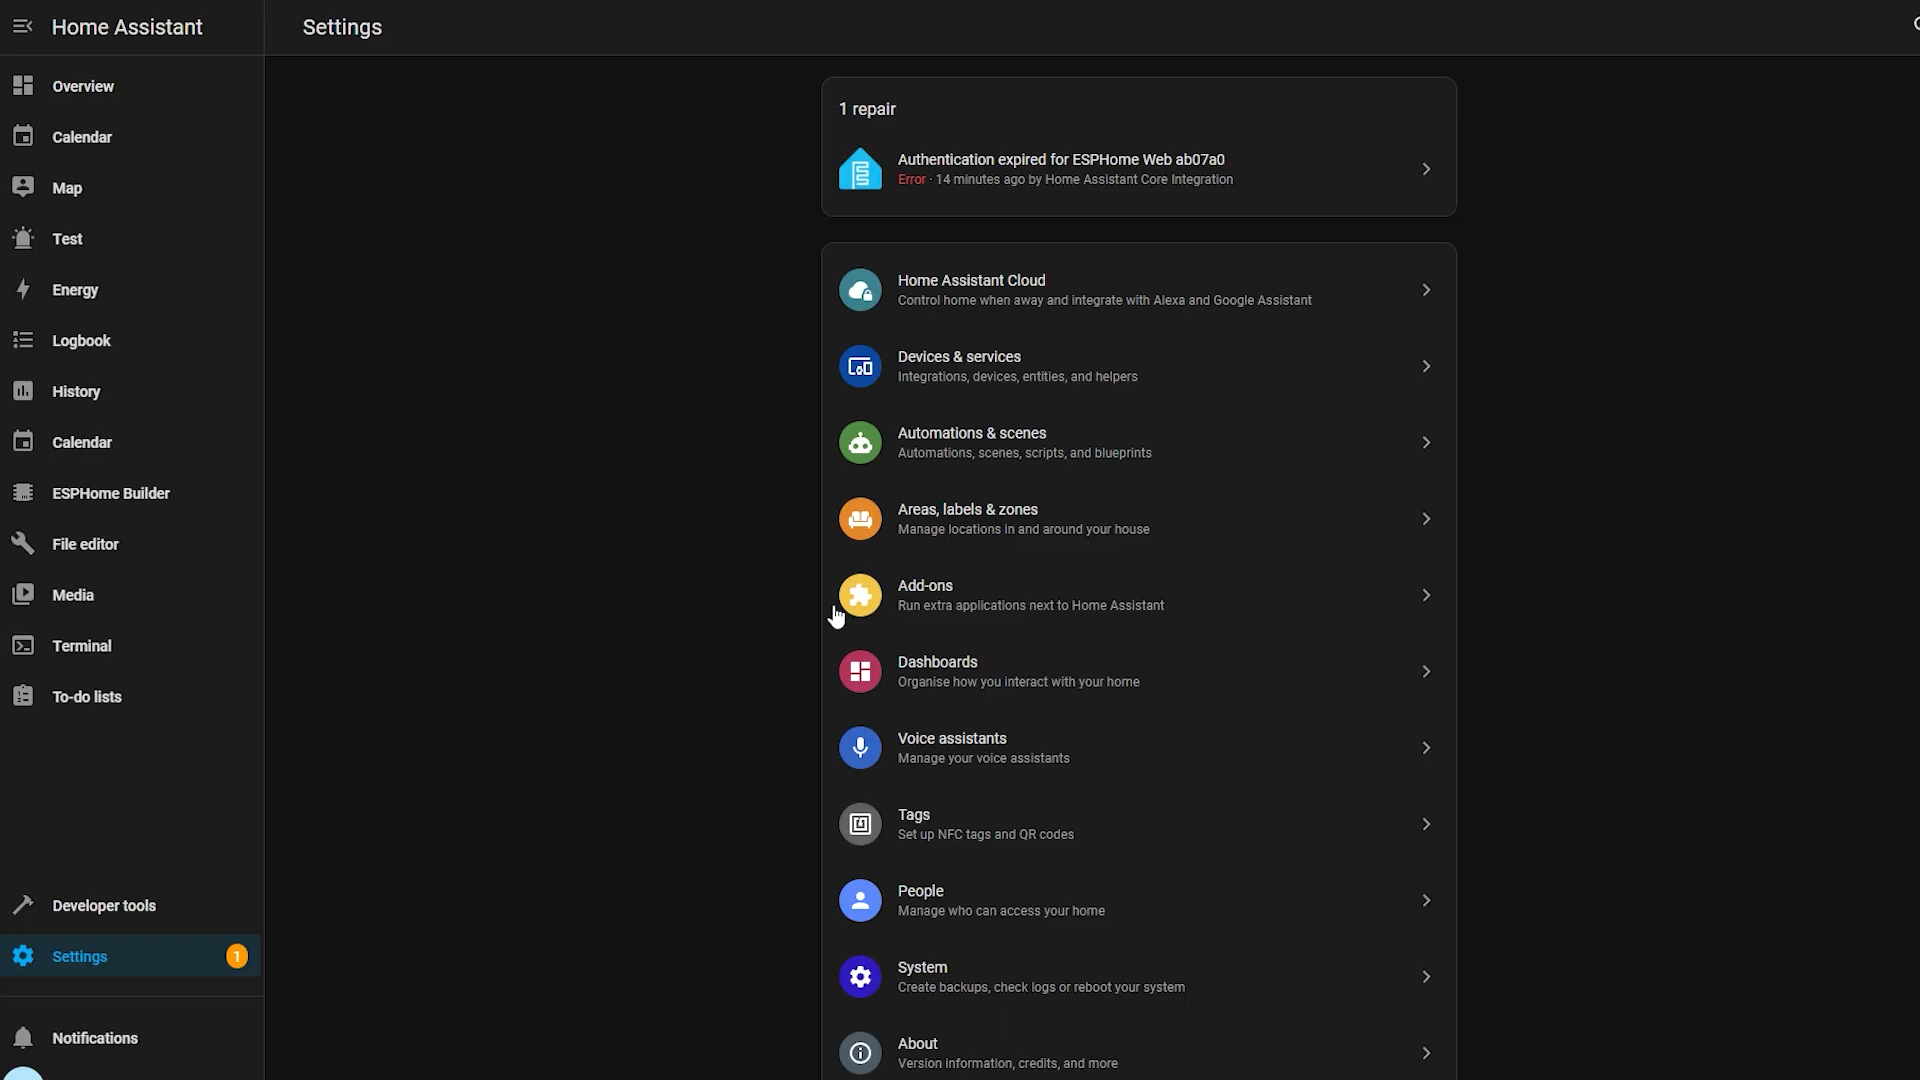 Home Assistant
Overview
Calendar
Map
Test
Energy
Logbook
History
Calendar
ESPHome Builder
File editor
Media
Terminal
To-do lists
Developer tools
Settings
1
Notifications
Settings
1 repair
Authentication expired for ESPHome Web ab07a0
Error · 14 minutes ago by Home Assistant Core Integration
Home Assistant Cloud
Control home when away and integrate with Alexa and Google Assistant
Devices & services
Integrations, devices, entities, and helpers
Automations & scenes
Automations, scenes, scripts, and blueprints
Areas, labels & zones
Manage locations in and around your house
Add-ons
Run extra applications next to Home Assistant
Dashboards
Organise how you interact with your home
Voice assistants
Manage your voice assistants
Tags
Set up NFC tags and QR codes
People
Manage who can access your home
System
Create backups, check logs or reboot your system
About
Version information, credits, and more